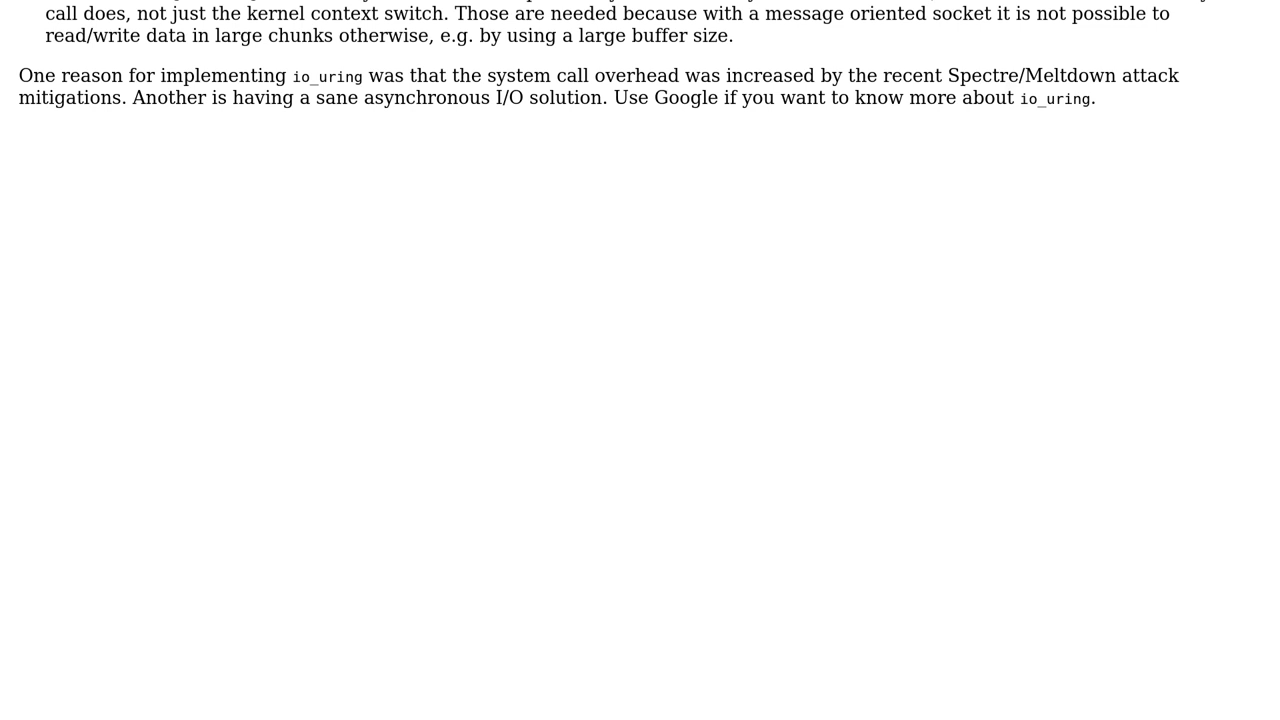 call does, not just the kernel context switch. Those are needed because with a message oriented socket it is not possible to
read/write data in large chunks otherwise, e.g. by using a large buffer size.
One reason for implementing io_uring was that the system call overhead was increased by the recent Spectre/Meltdown attack
mitigations. Another is having a sane asynchronous I/O solution. Use Google if you want to know more about io_uring.